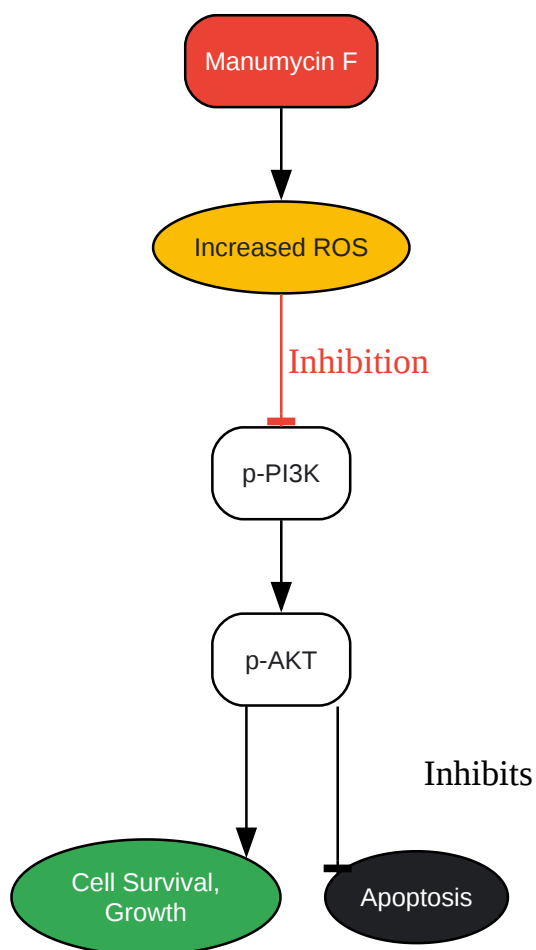 Manumycin F
Increased ROS
Inhibition
p-PI3K
p-AKT
Inhibits
Cell Survival,
Growth
Apoptosis